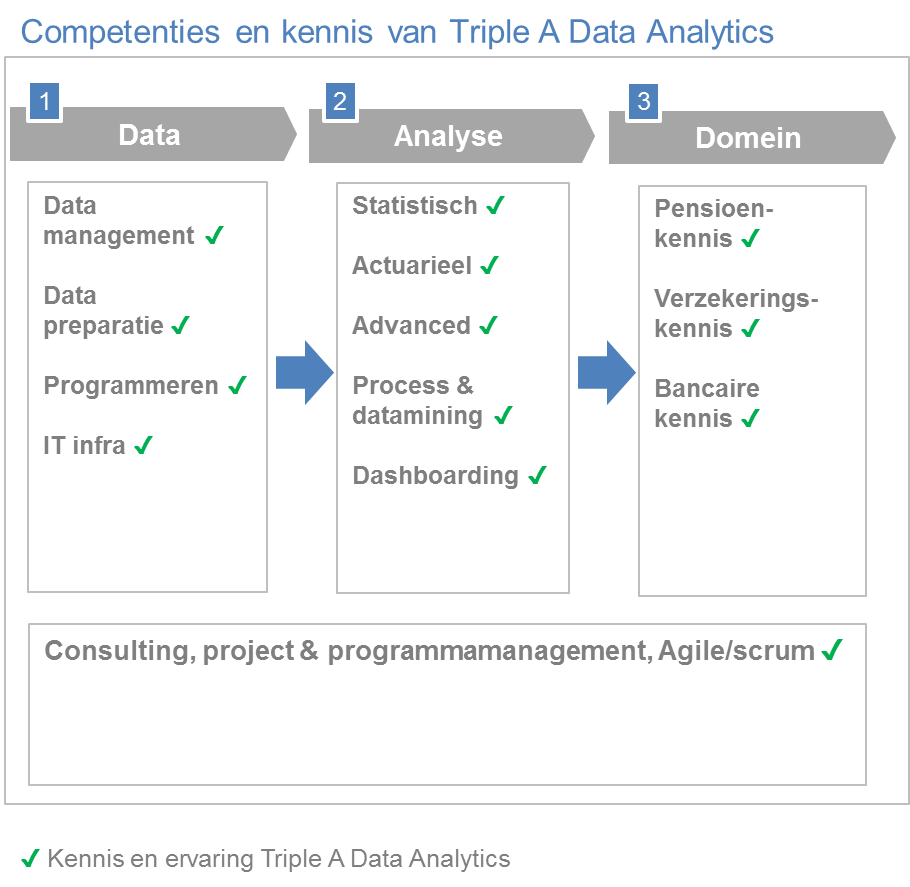 Competenties en kennis van Triple A Data Analytics
1
Data
2
Analyse
3
Domein
Data
management ✓
Data
preparatie ✓
Programmeren ✓
IT infra ✓
Statistisch ✓
Actuarieel ✓
Advanced ✓
Process &
datamining ✓
Dashboarding ✓
Pensioen-
kennis ✓
Verzekerings-
kennis ✓
Bancaire
kennis ✓
Consulting, project & programmamanagement, Agile/scrum ✓
✓ Kennis en ervaring Triple A Data Analytics